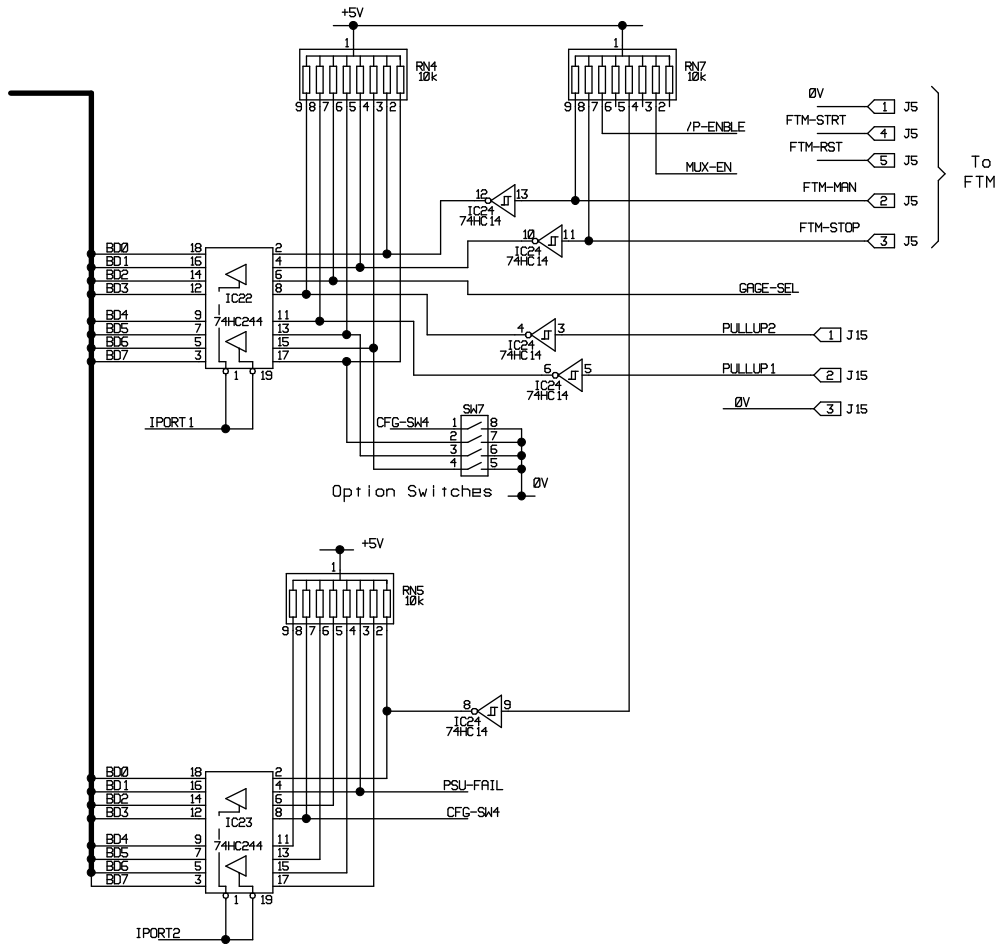 +5V
1
RN4
10k
9 8 7 6 5 4 3 2
1
RN7
10k
9 8 7 6 5 4 3 2
/P-ENBLE
MUX-EN
0V 1 J5
FTM-STRT 4 J5
FTM-RST 5 J5
FTM-MAN 2 J5
FTM-STOP 3 J5
To
FTM
12 13
IC24
74HC14
10 11
IC24
74HC14
BD0 18 2
BD1 16 4
BD2 14 6
BD3 12 8
IC22
GAGE-SEL
BD4 9 11
74HC244
BD5 7 13
BD6 5 15
BD7 3 17
1 19
4 3
IC24
74HC14
PULLUP2 1 J15
6 5
IC24
74HC14
PULLUP1 2 J15
0V 3 J15
IPORT1
SW7
CFG-SW4 1 8
2 7
3 6
4 5
Option Switches
0V
+5V
1
RN5
10k
9 8 7 6 5 4 3 2
8 9
IC24
74HC14
BD0 18 2
BD1 16 4 PSU-FAIL
BD2 14 6
BD3 12 8 CFG-SW4
IC23
BD4 9 11
74HC244
BD5 7 13
BD6 5 15
BD7 3 17
1 19
IPORT2